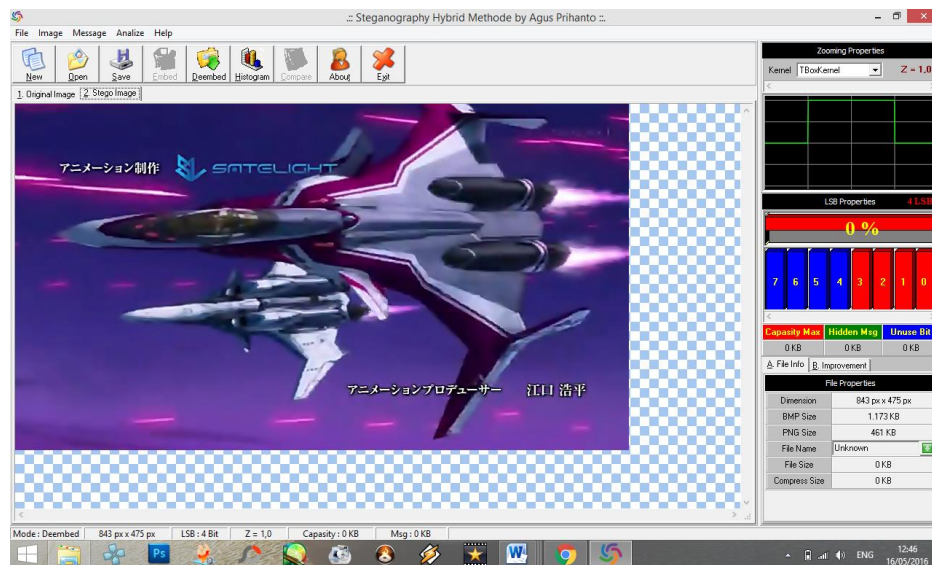 .:: Steganography Hybrid Methode by Agus Prihanto ::.
File Image Message Analize Help
New Open Save Embed Deembed Histogram Compare About Exit
1. Original Image 2. Stego Image
アニメーション制作 SATELIGHT
アニメーションプロデューサー 江口 浩平
Zooming Properties
Kernel TBoxKernel Z = 1,0
LSB Properties 4 LSB
0 %
7 6 5 4 3 2 1 0
Capasity Max Hidden Msg Unuse Bit
0 KB 0 KB 0 KB
A. File Info B. Improvement
File Properties
Dimension 843 px x 475 px
BMP Size 1.173 KB
PNG Size 461 KB
File Name Unknown
File Size 0 KB
Compress Size 0 KB
Mode : Deembed 843 px x 475 px LSB : 4 Bit Z = 1,0 Capasity : 0 KB Msg : 0 KB
Ps W ENG 12:46
16/05/2016